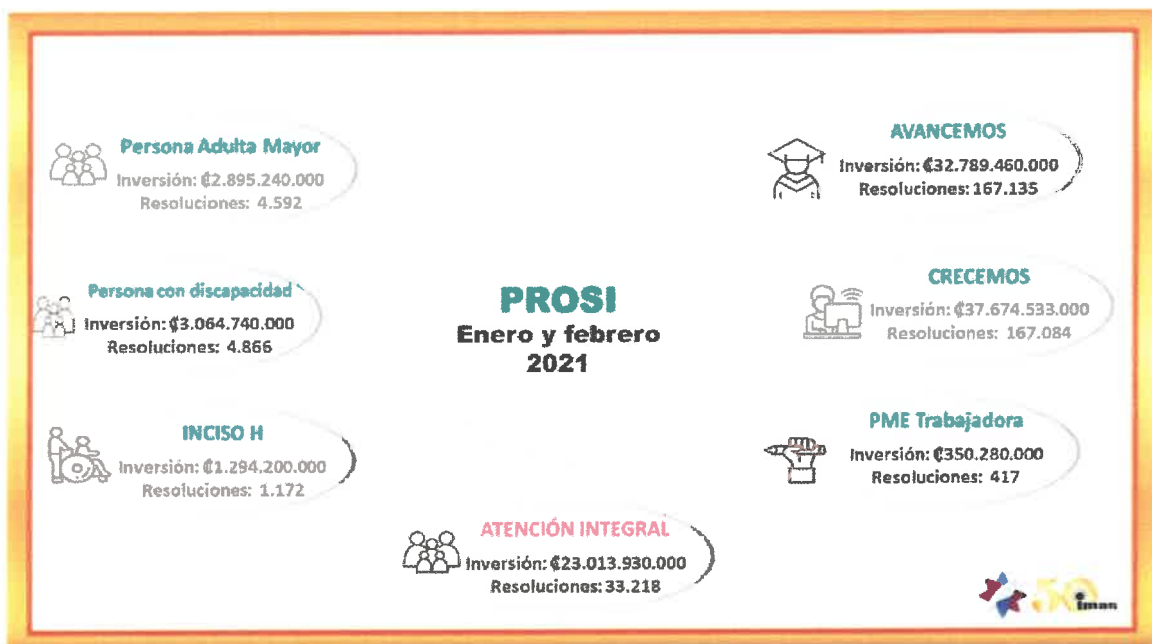 Persona Adulta Mayor
Inversión: ₡2.895.240.000
Resoluciones: 4.592
Persona con discapacidad
Inversión: ₡3.064.740.000
Resoluciones: 4.866
INCISO H
Inversión: ₡1.294.200.000
Resoluciones: 1.172
PROSI
Enero y febrero
2021
AVANCEMOS
Inversión: ₡32.789.460.000
Resoluciones: 167.135
CRECEMOS
Inversión: ₡37.674.533.000
Resoluciones: 167.084
PME Trabajadora
Inversión: ₡350.280.000
Resoluciones: 417
ATENCIÓN INTEGRAL
Inversión: ₡23.013.930.000
Resoluciones: 33.218
50